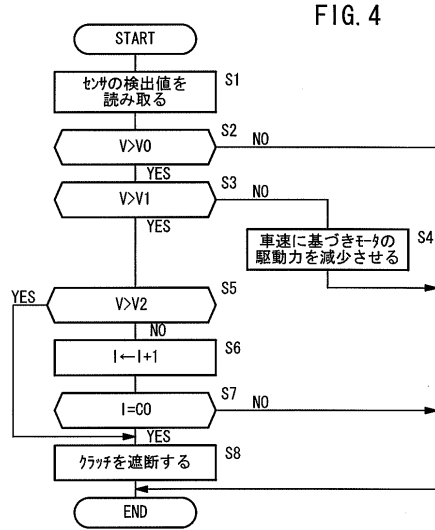 FIG. 4
START
センサの検出値を
読み取る
S1
V>V0
S2
NO
YES
V>V1
S3
NO
YES
車速に基づきモータの
駆動力を減少させる
S4
YES
V>V2
S5
NO
I←I+1
S6
I=C0
S7
NO
YES
クラッチを遮断する
S8
END